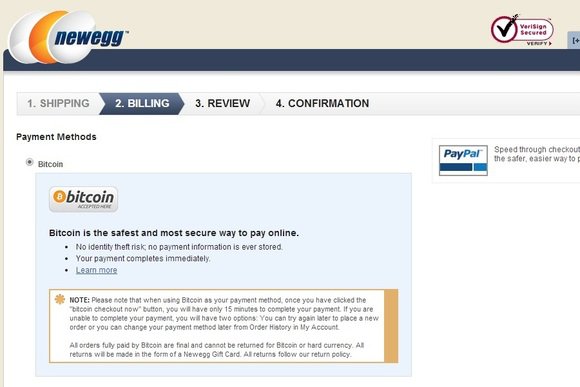 newegg™
VeriSign
Secured
VERIFY
1. SHIPPING 2. BILLING 3. REVIEW 4. CONFIRMATION
Payment Methods
Bitcoin
bitcoin
ACCEPTED HERE
PayPal™
Speed through checkout
the safer, easier way to p
Bitcoin is the safest and most secure way to pay online.
• No identity theft risk; no payment information is ever stored.
• Your payment completes immediately.
• Learn more
NOTE: Please note that when using Bitcoin as your payment method, once you have clicked the
"bitcoin checkout now" button, you will have only 15 minutes to complete your payment. If you are
unable to complete your payment, you will have two options: You can try again later to place a new
order or you can change your payment method later from Order History in My Account.
All orders fully paid by Bitcoin are final and cannot be returned for Bitcoin or hard currency. All
returns will be made in the form of a Newegg Gift Card. All returns follow our return policy.